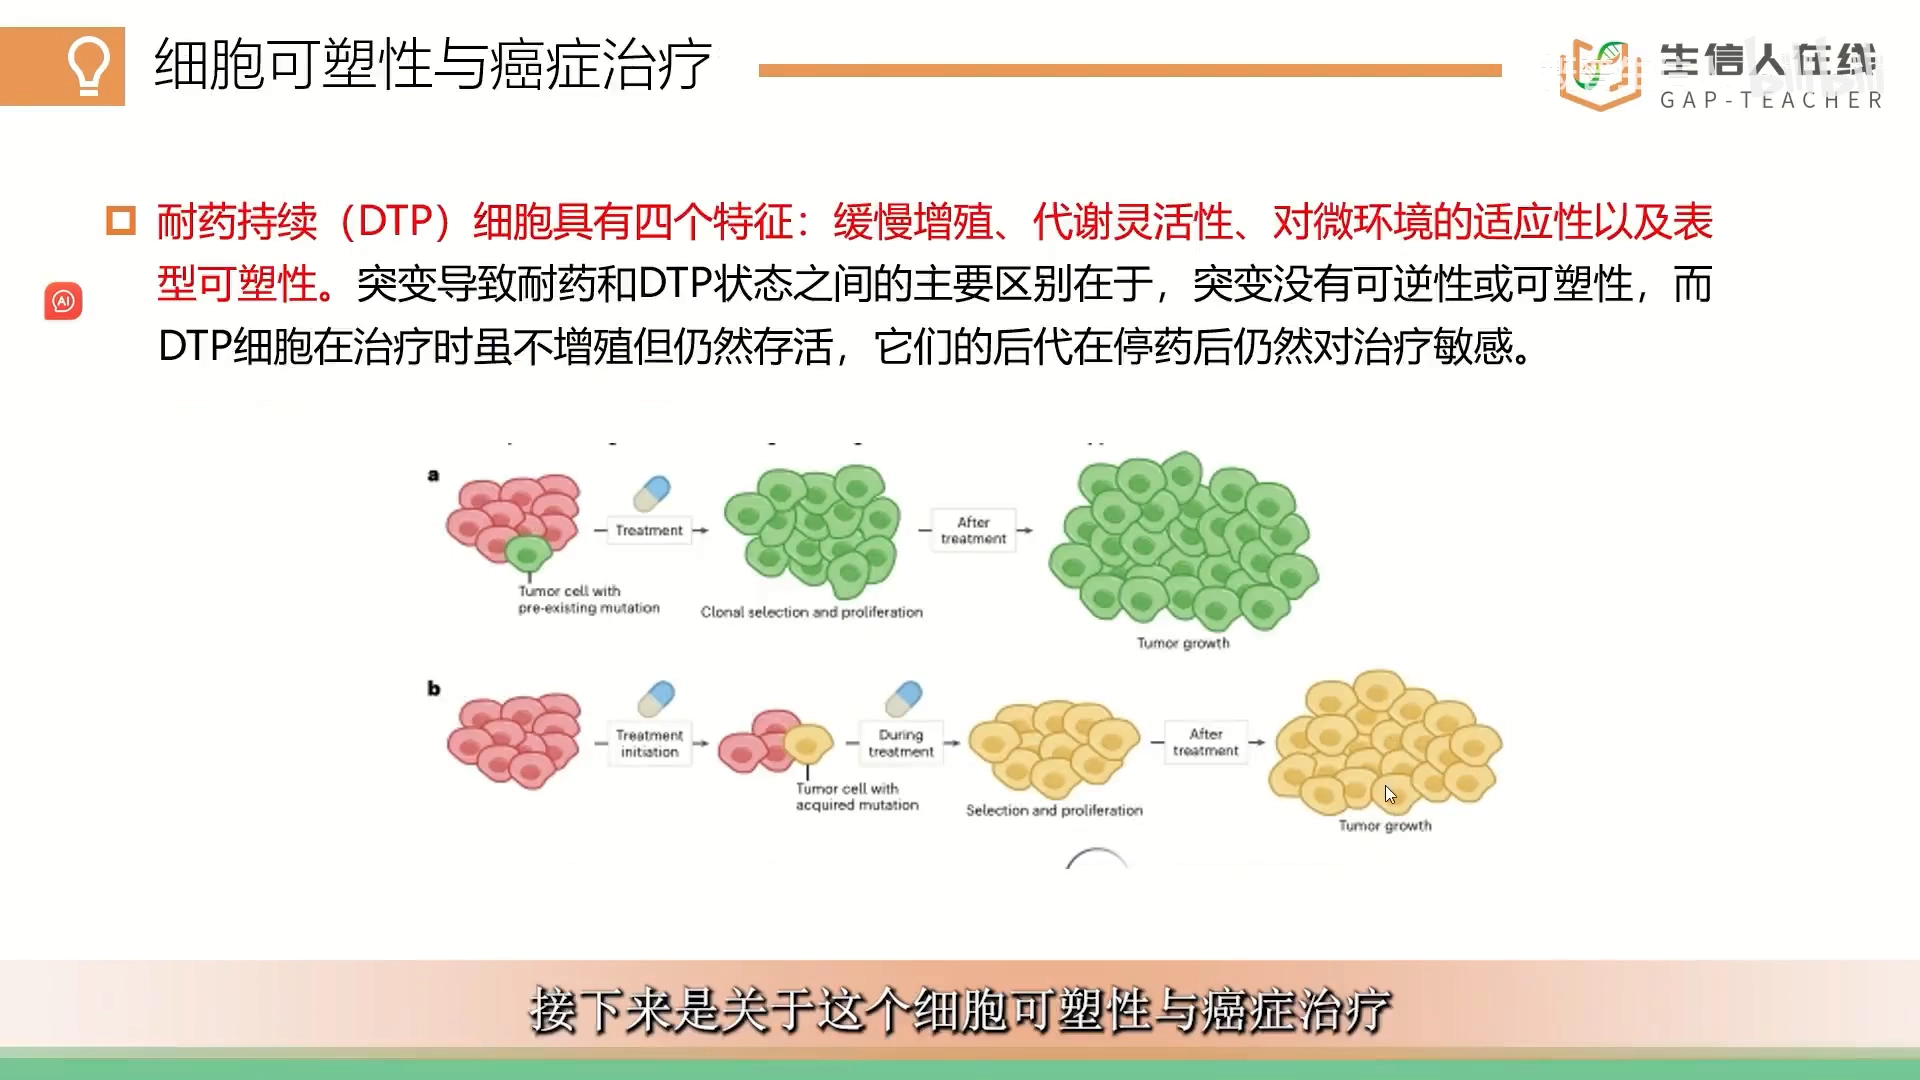 细胞可塑性与癌症治疗
生信人在线
GAP-TEACHER
耐药持续（DTP）细胞具有四个特征：缓慢增殖、代谢灵活性、对微环境的适应性以及表
型可塑性。突变导致耐药和DTP状态之间的主要区别在于，突变没有可逆性或可塑性，而
DTP细胞在治疗时虽不增殖但仍然存活，它们的后代在停药后仍然对治疗敏感。
AI
a
Treatment
After
treatment
Tumor cell with
pre-existing mutation
Clonal selection and proliferation
Tumor growth
b
Treatment
initiation
During
treatment
After
treatment
Tumor cell with
acquired mutation
Selection and proliferation
Tumor growth
接下来是关于这个细胞可塑性与癌症治疗